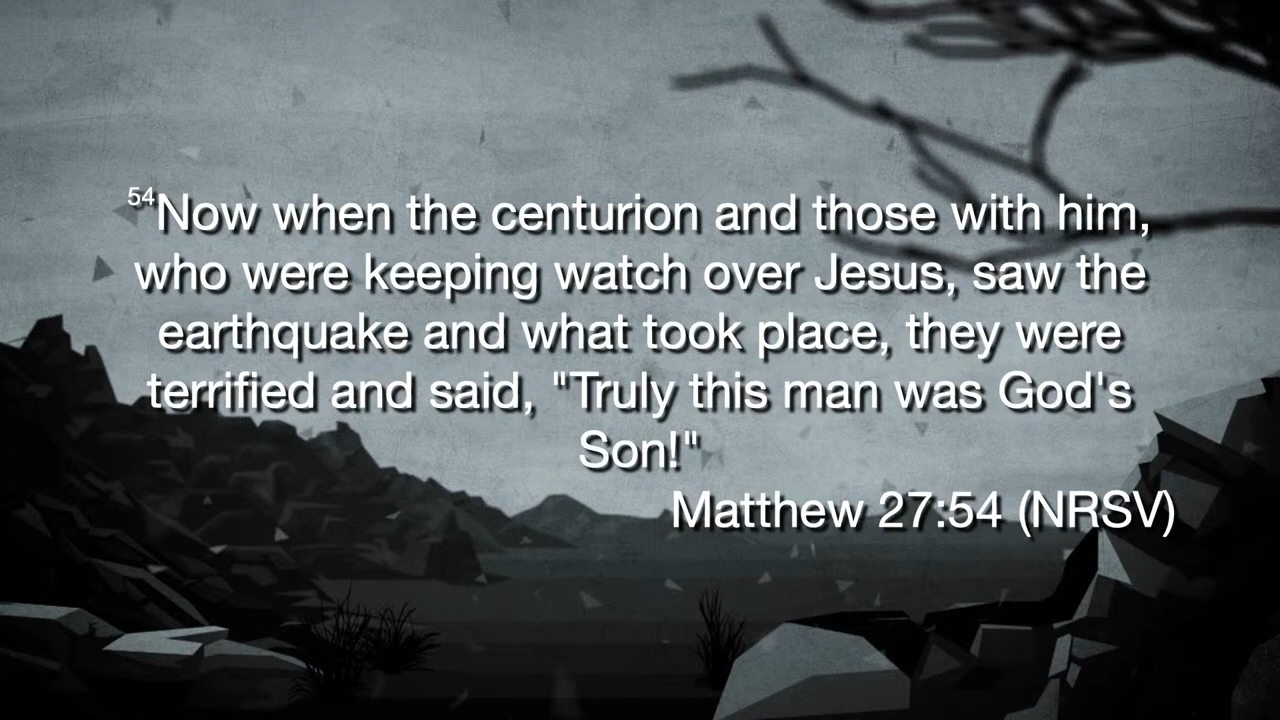 54Now when the centurion and those with him,
who were keeping watch over Jesus, saw the
earthquake and what took place, they were
terrified and said, "Truly this man was God's
Son!"
Matthew 27:54 (NRSV)